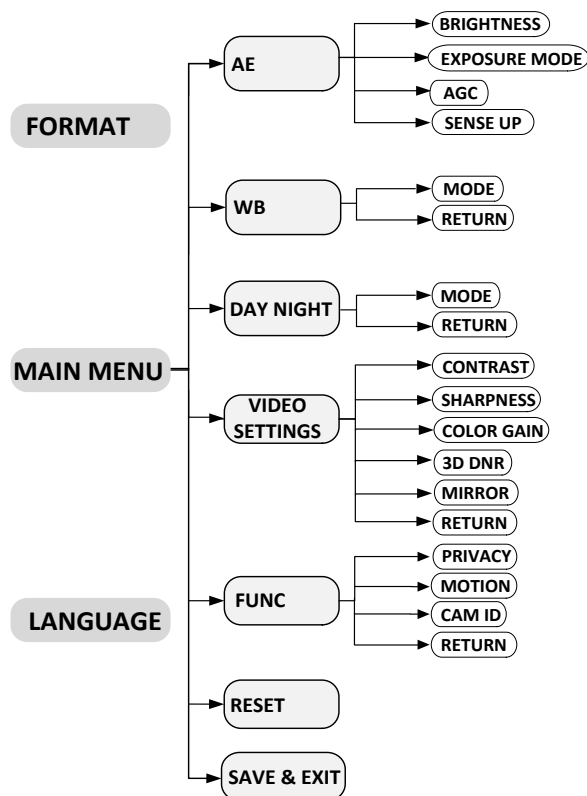 BRIGHTNESS
EXPOSURE MODE
AE
AGC
SENSE UP
FORMAT
MODE
WB
RETURN
MODE
DAY NIGHT
RETURN
MAIN MENU
CONTRAST
SHARPNESS
VIDEO
SETTINGS
COLOR GAIN
3D DNR
MIRROR
RETURN
PRIVACY
MOTION
FUNC
CAM ID
LANGUAGE
RETURN
RESET
SAVE & EXIT